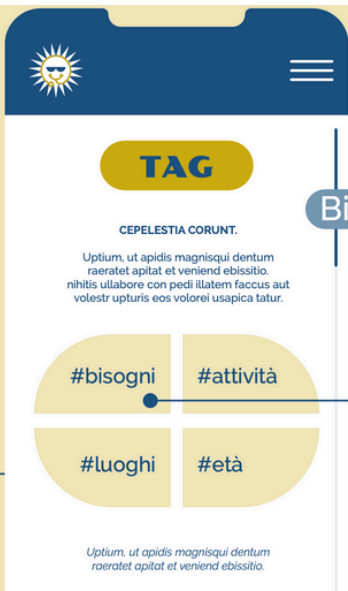 TAG
Bi
CEPELESTIA CORUNT.
Uptium, ut apidis magnisqui dentum
raeratet apitat et veniend ebissitio.
nihitis ullabore con pedi illatem faccus aut
volestr upturis eos volorei usapica tatur.
#bisogni #attività
#luoghi #età
Uptium, ut apidis magnisqui dentum
raeratet apitat et veniend ebissitio.